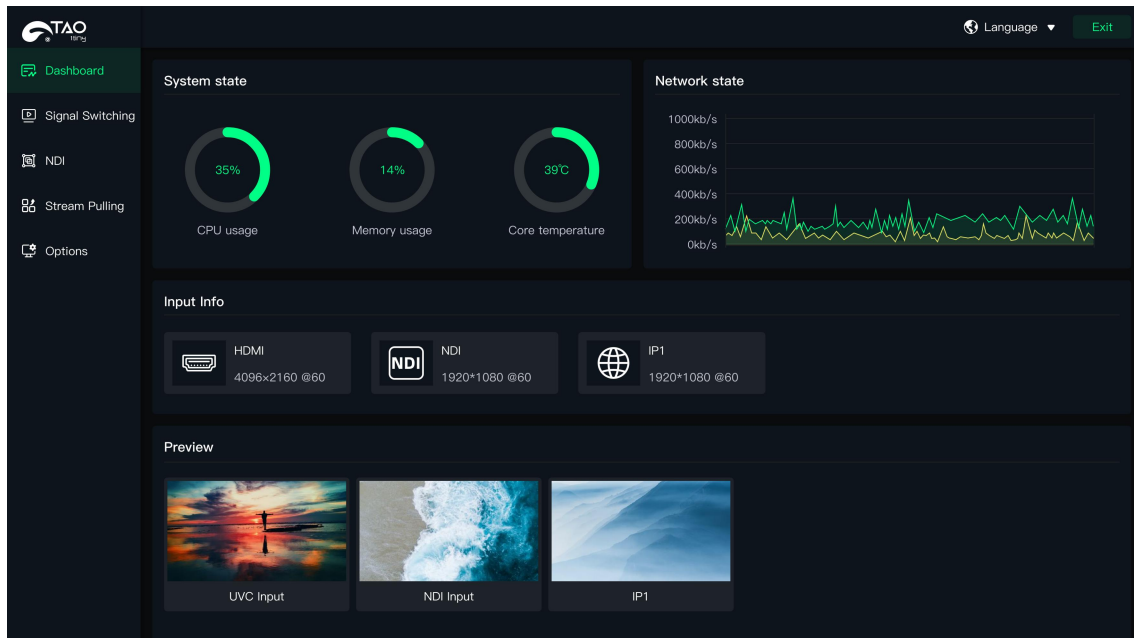 TAO
1tiny
Language ▼
Exit
Dashboard
Signal Switching
NDI
Stream Pulling
Options
System state
35%
14%
39℃
CPU usage
Memory usage
Core temperature
Network state
1000kb/s
800kb/s
600kb/s
400kb/s
200kb/s
0kb/s
Input Info
HDMI
4096×2160 @60
NDI
NDI
1920*1080 @60
IP1
1920*1080 @60
Preview
UVC Input
NDI Input
IP1